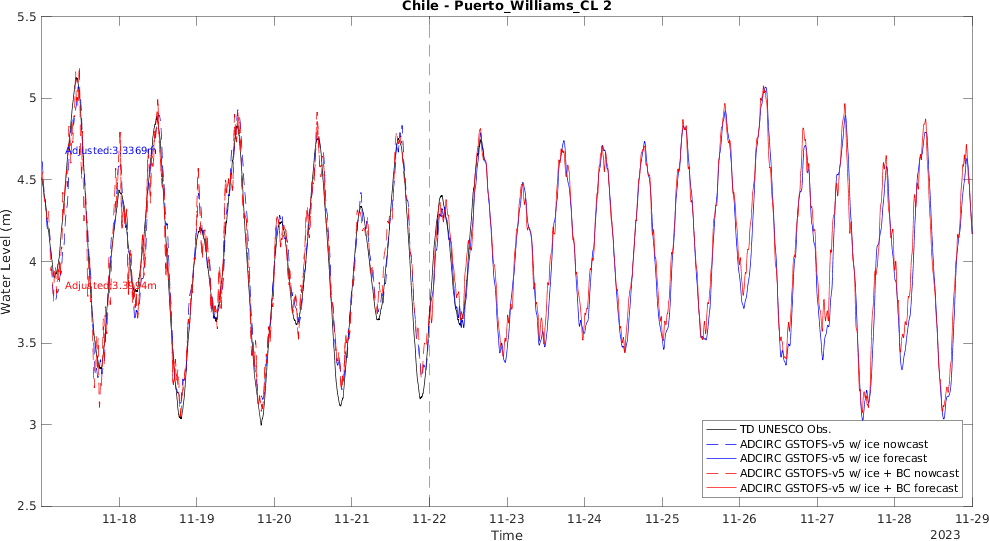 Chile - Puerto_Williams_CL 2
5.5
5
4.5
4
3.5
3
2.5
Water Level (m)
Adjusted:3.3369m
Adjusted:3.3994m
TD UNESCO Obs.
ADCIRC GSTOFS-v5 w/ ice nowcast
ADCIRC GSTOFS-v5 w/ ice forecast
ADCIRC GSTOFS-v5 w/ ice + BC nowcast
ADCIRC GSTOFS-v5 w/ ice + BC forecast
11-18 11-19 11-20 11-21 11-22 11-23 11-24 11-25 11-26 11-27 11-28 11-29
Time
2023